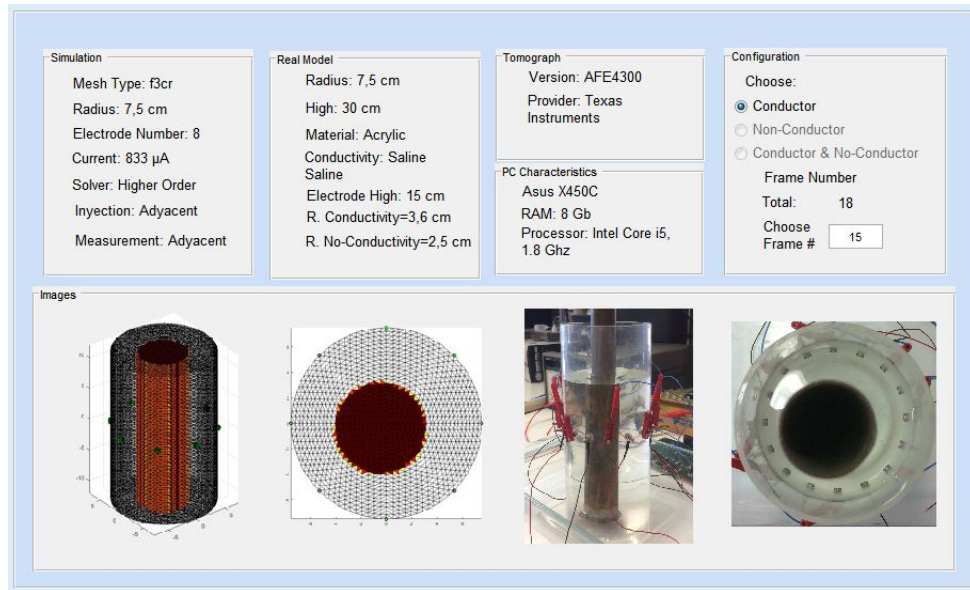 Simulation
Mesh Type: f3cr
Radius: 7,5 cm
Electrode Number: 8
Current: 833 µA
Solver: Higher Order
Inyection: Adyacent
Measurement: Adyacent
Real Model
Radius: 7,5 cm
High: 30 cm
Material: Acrylic
Conductivity: Saline
Saline
Electrode High: 15 cm
R. Conductivity=3,6 cm
R. No-Conductivity=2,5 cm
Tomograph
Version: AFE4300
Provider: Texas
Instruments
PC Characteristics
Asus X450C
RAM: 8 Gb
Processor: Intel Core i5,
1.8 Ghz
Configuration
Choose:
Conductor
Non-Conductor
Conductor & No-Conductor
Frame Number
Total: 18
Choose
Frame # 15
Images